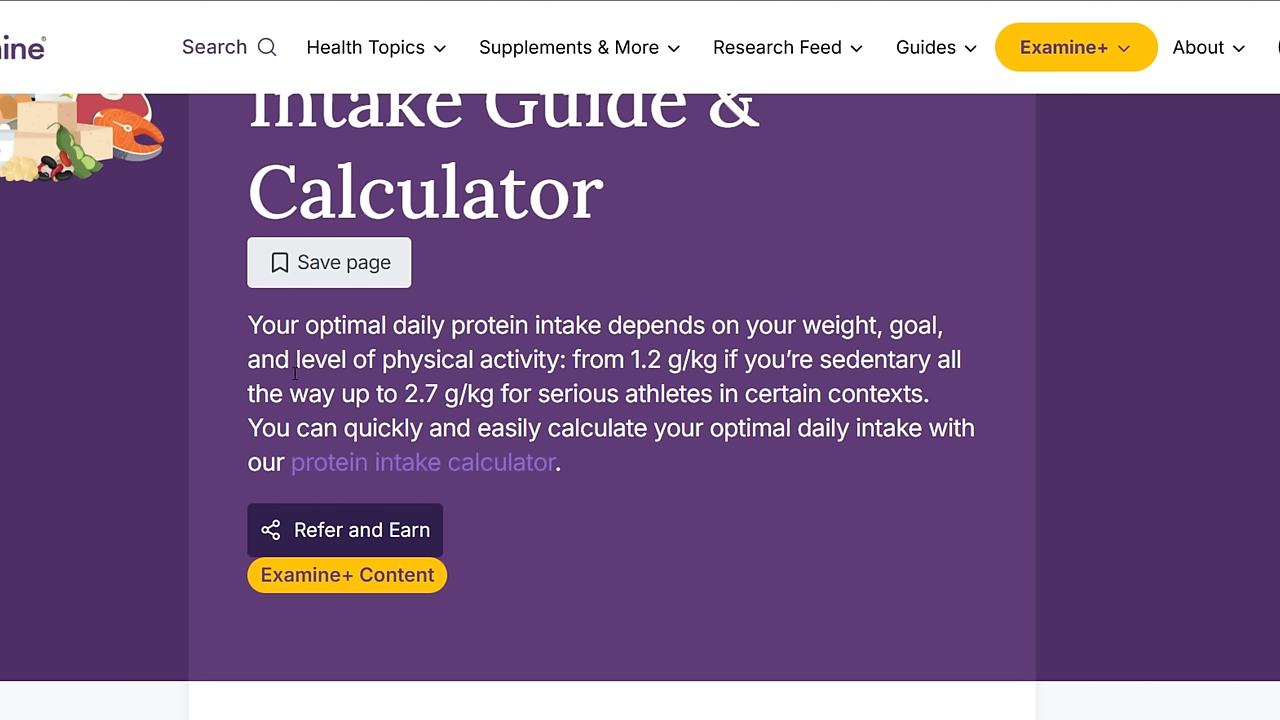 ine®
Search
Health Topics
Supplements & More
Research Feed
Guides
Examine+
About
Intake Guide &
Calculator
Save page
Your optimal daily protein intake depends on your weight, goal,
and level of physical activity: from 1.2 g/kg if you’re sedentary all
the way up to 2.7 g/kg for serious athletes in certain contexts.
You can quickly and easily calculate your optimal daily intake with
our protein intake calculator.
Refer and Earn
Examine+ Content